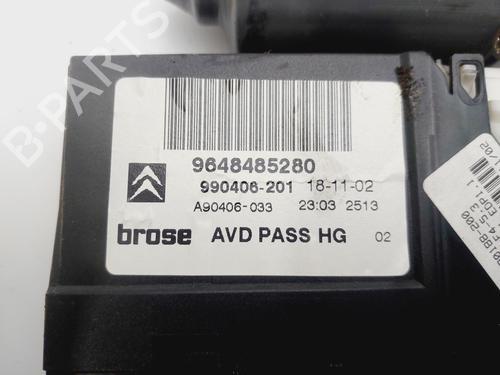 B-PARTS
9648485280
990406-201 18-11-02
A90406-033 23:03 2513
brose AVD PASS HG 02